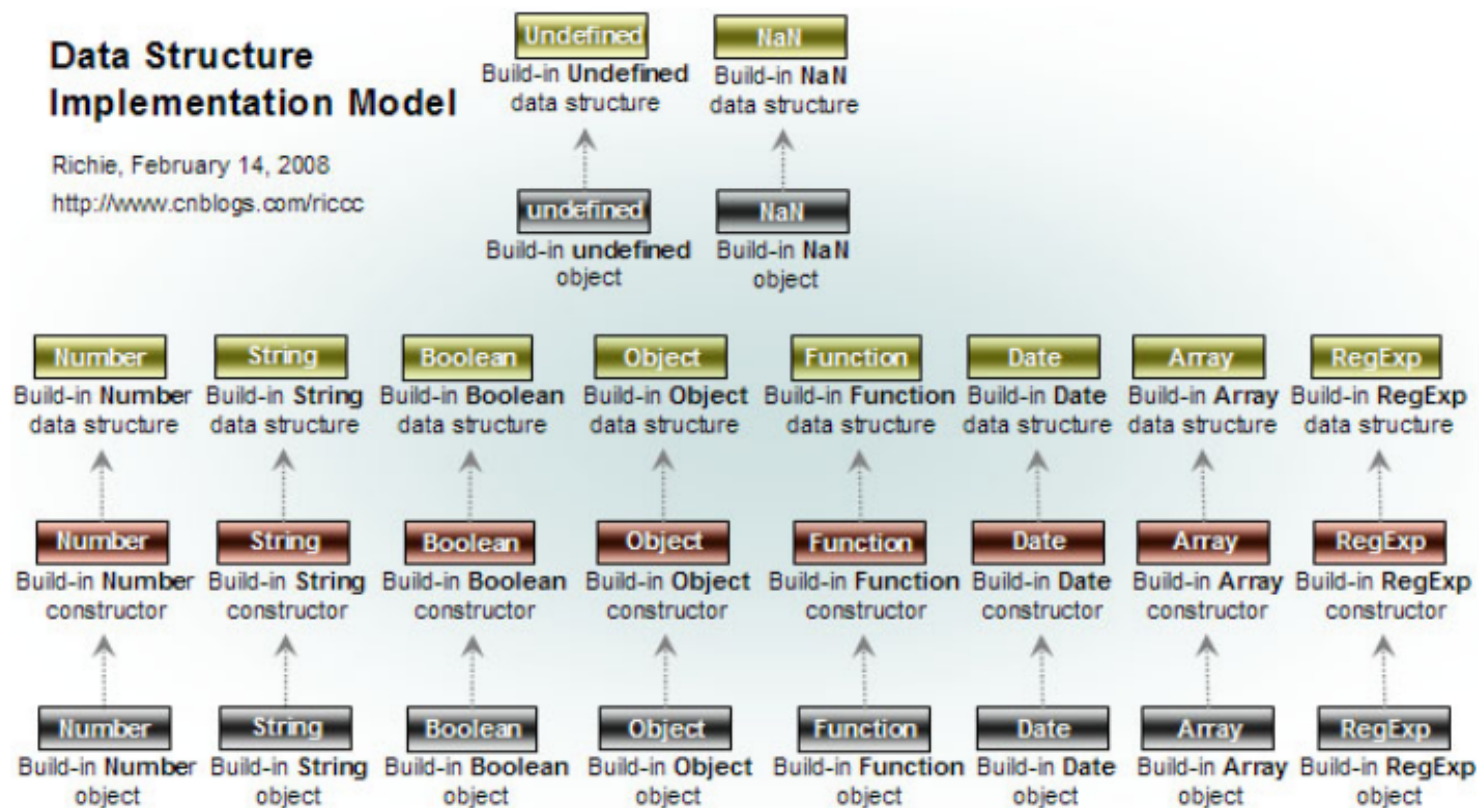 Data Structure
Implementation Model
Richie, February 14, 2008
http://www.cnblogs.com/riccc
Undefined
Build-in Undefined
data structure
NaN
Build-in NaN
data structure
undefined
Build-in undefined
object
NaN
Build-in NaN
object
Number String Boolean Object Function Date Array RegExp
Build-in Number Build-in String Build-in Boolean Build-in Object Build-in Function Build-in Date Build-in Array Build-in RegExp
data structure data structure data structure data structure data structure data structure data structure data structure
Number String Boolean Object Function Date Array RegExp
Build-in Number Build-in String Build-in Boolean Build-in Object Build-in Function Build-in Date Build-in Array Build-in RegExp
constructor constructor constructor constructor constructor constructor constructor constructor
Number String Boolean Object Function Date Array RegExp
Build-in Number Build-in String Build-in Boolean Build-in Object Build-in Function Build-in Date Build-in Array Build-in RegExp
object object object object object object object object